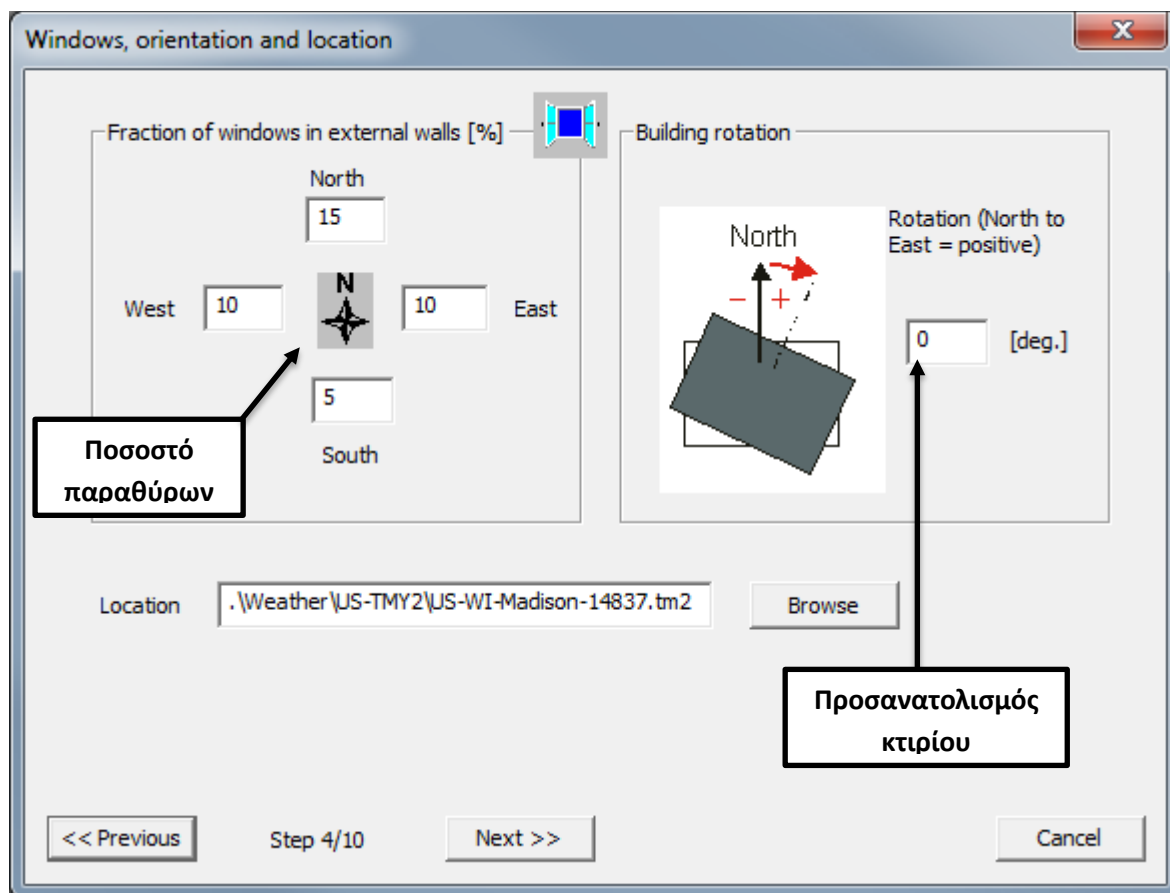 Windows, orientation and location
Fraction of windows in external walls [%]
North
15
West
10
N
10
East
5
South
Ποσοστό
παραθύρων
Building rotation
North
- +
Rotation (North to
East = positive)
0
[deg.]
Location
.\Weather\US-TMY2\US-WI-Madison-14837.tm2
Browse
Προσανατολισμός
κτιρίου
<< Previous
Step 4/10
Next >>
Cancel